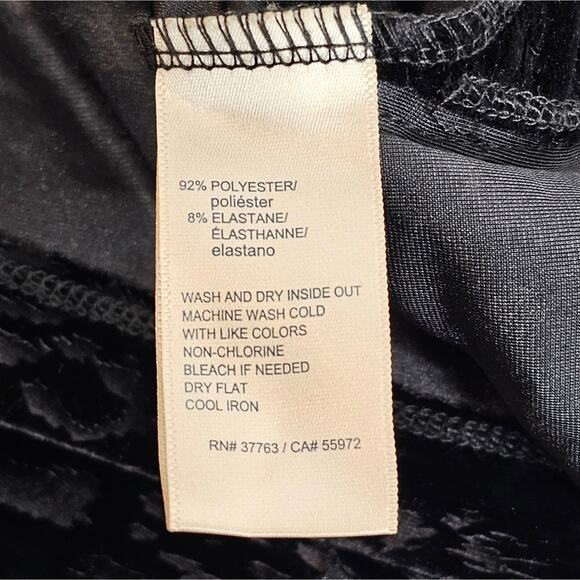 92% POLYESTER/
poliéster
8% ELASTANE/
ÉLASTHANNE/
elastano
WASH AND DRY INSIDE OUT
MACHINE WASH COLD
WITH LIKE COLORS
NON-CHLORINE
BLEACH IF NEEDED
DRY FLAT
COOL IRON
RN# 37763 / CA# 55972